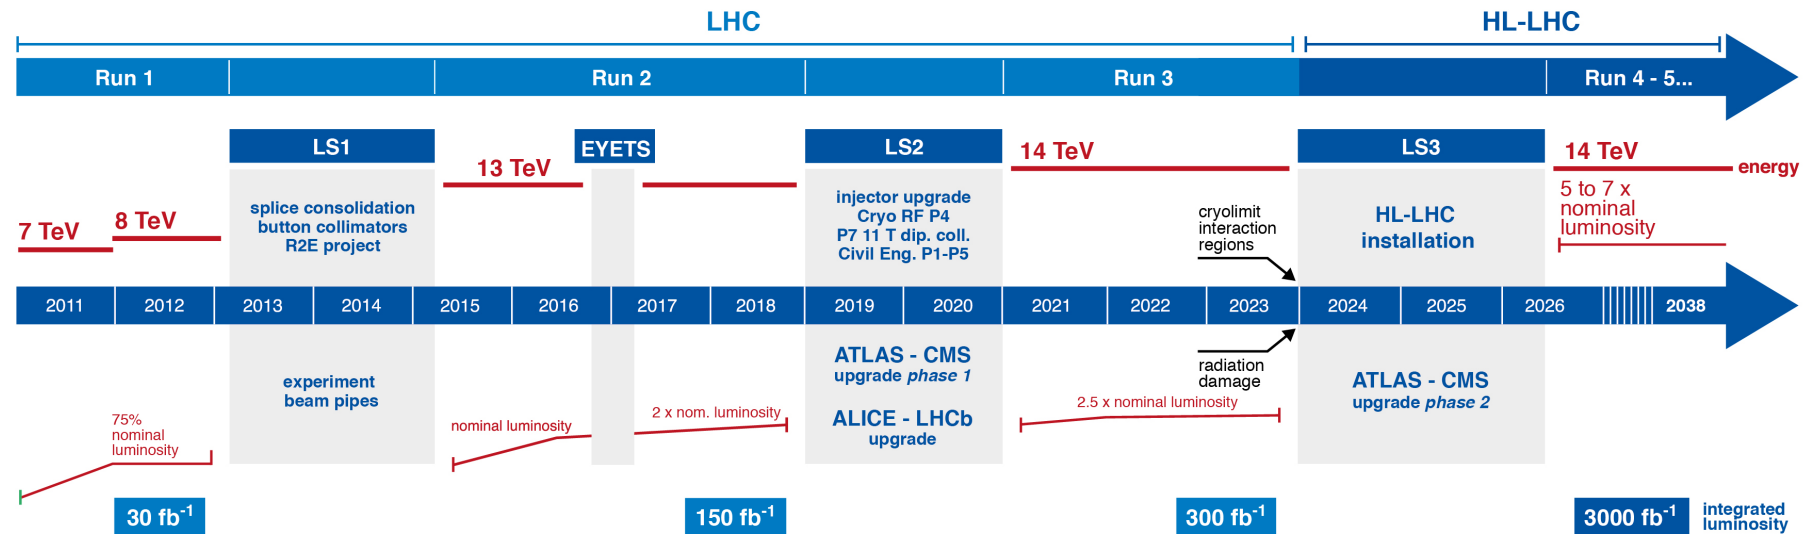 LHC
HL-LHC
Run 1
Run 2
Run 3
Run 4 - 5...
LS1
EYETS
LS2
LS3
13 TeV
14 TeV
14 TeV
energy
7 TeV
8 TeV
splice consolidation
button collimators
R2E project
injector upgrade
Cryo RF P4
P7 11 T dip. coll.
Civil Eng. P1-P5
cryolimit
interaction
regions
HL-LHC
installation
5 to 7 x
nominal
luminosity
2011
2012
2013
2014
2015
2016
2017
2018
2019
2020
2021
2022
2023
2024
2025
2026
2038
experiment
beam pipes
ATLAS - CMS
upgrade phase 1
ALICE - LHCb
upgrade
radiation
damage
ATLAS - CMS
upgrade phase 2
75%
nominal
luminosity
nominal luminosity
2 x nom. luminosity
2.5 x nominal luminosity
30 fb-1
150 fb-1
300 fb-1
3000 fb-1
integrated
luminosity